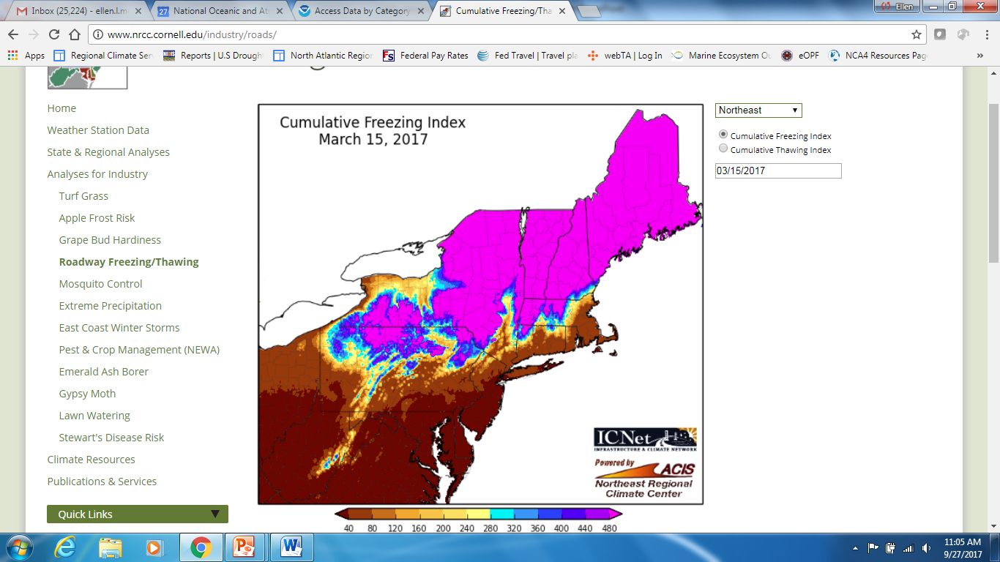 Inbox (25,224) - ellen.l.m
National Oceanic and At
Access Data by Category
Cumulative Freezing/Tha
Ellen
www.nrcc.cornell.edu/industry/roads/
Apps
Regional Climate Ser
Reports | U.S Drough
North Atlantic Region
Federal Pay Rates
Fed Travel | Travel pla
webTA | Log In
Marine Ecosystem Ou
eOPF
NCA4 Resources Pag
»
Home
Weather Station Data
State & Regional Analyses
Analyses for Industry
Turf Grass
Apple Frost Risk
Grape Bud Hardiness
Roadway Freezing/Thawing
Mosquito Control
Extreme Precipitation
East Coast Winter Storms
Pest & Crop Management (NEWA)
Emerald Ash Borer
Gypsy Moth
Lawn Watering
Stewart's Disease Risk
Climate Resources
Publications & Services
Quick Links
Cumulative Freezing Index
March 15, 2017
ICNet
INFRASTRUCTURE & CLIMATE NETWORK
Powered by
ACIS
Northeast Regional
Climate Center
40 80 120 160 200 240 280 320 360 400 440 480
Northeast
Cumulative Freezing Index
Cumulative Thawing Index
03/15/2017
11:05 AM
9/27/2017